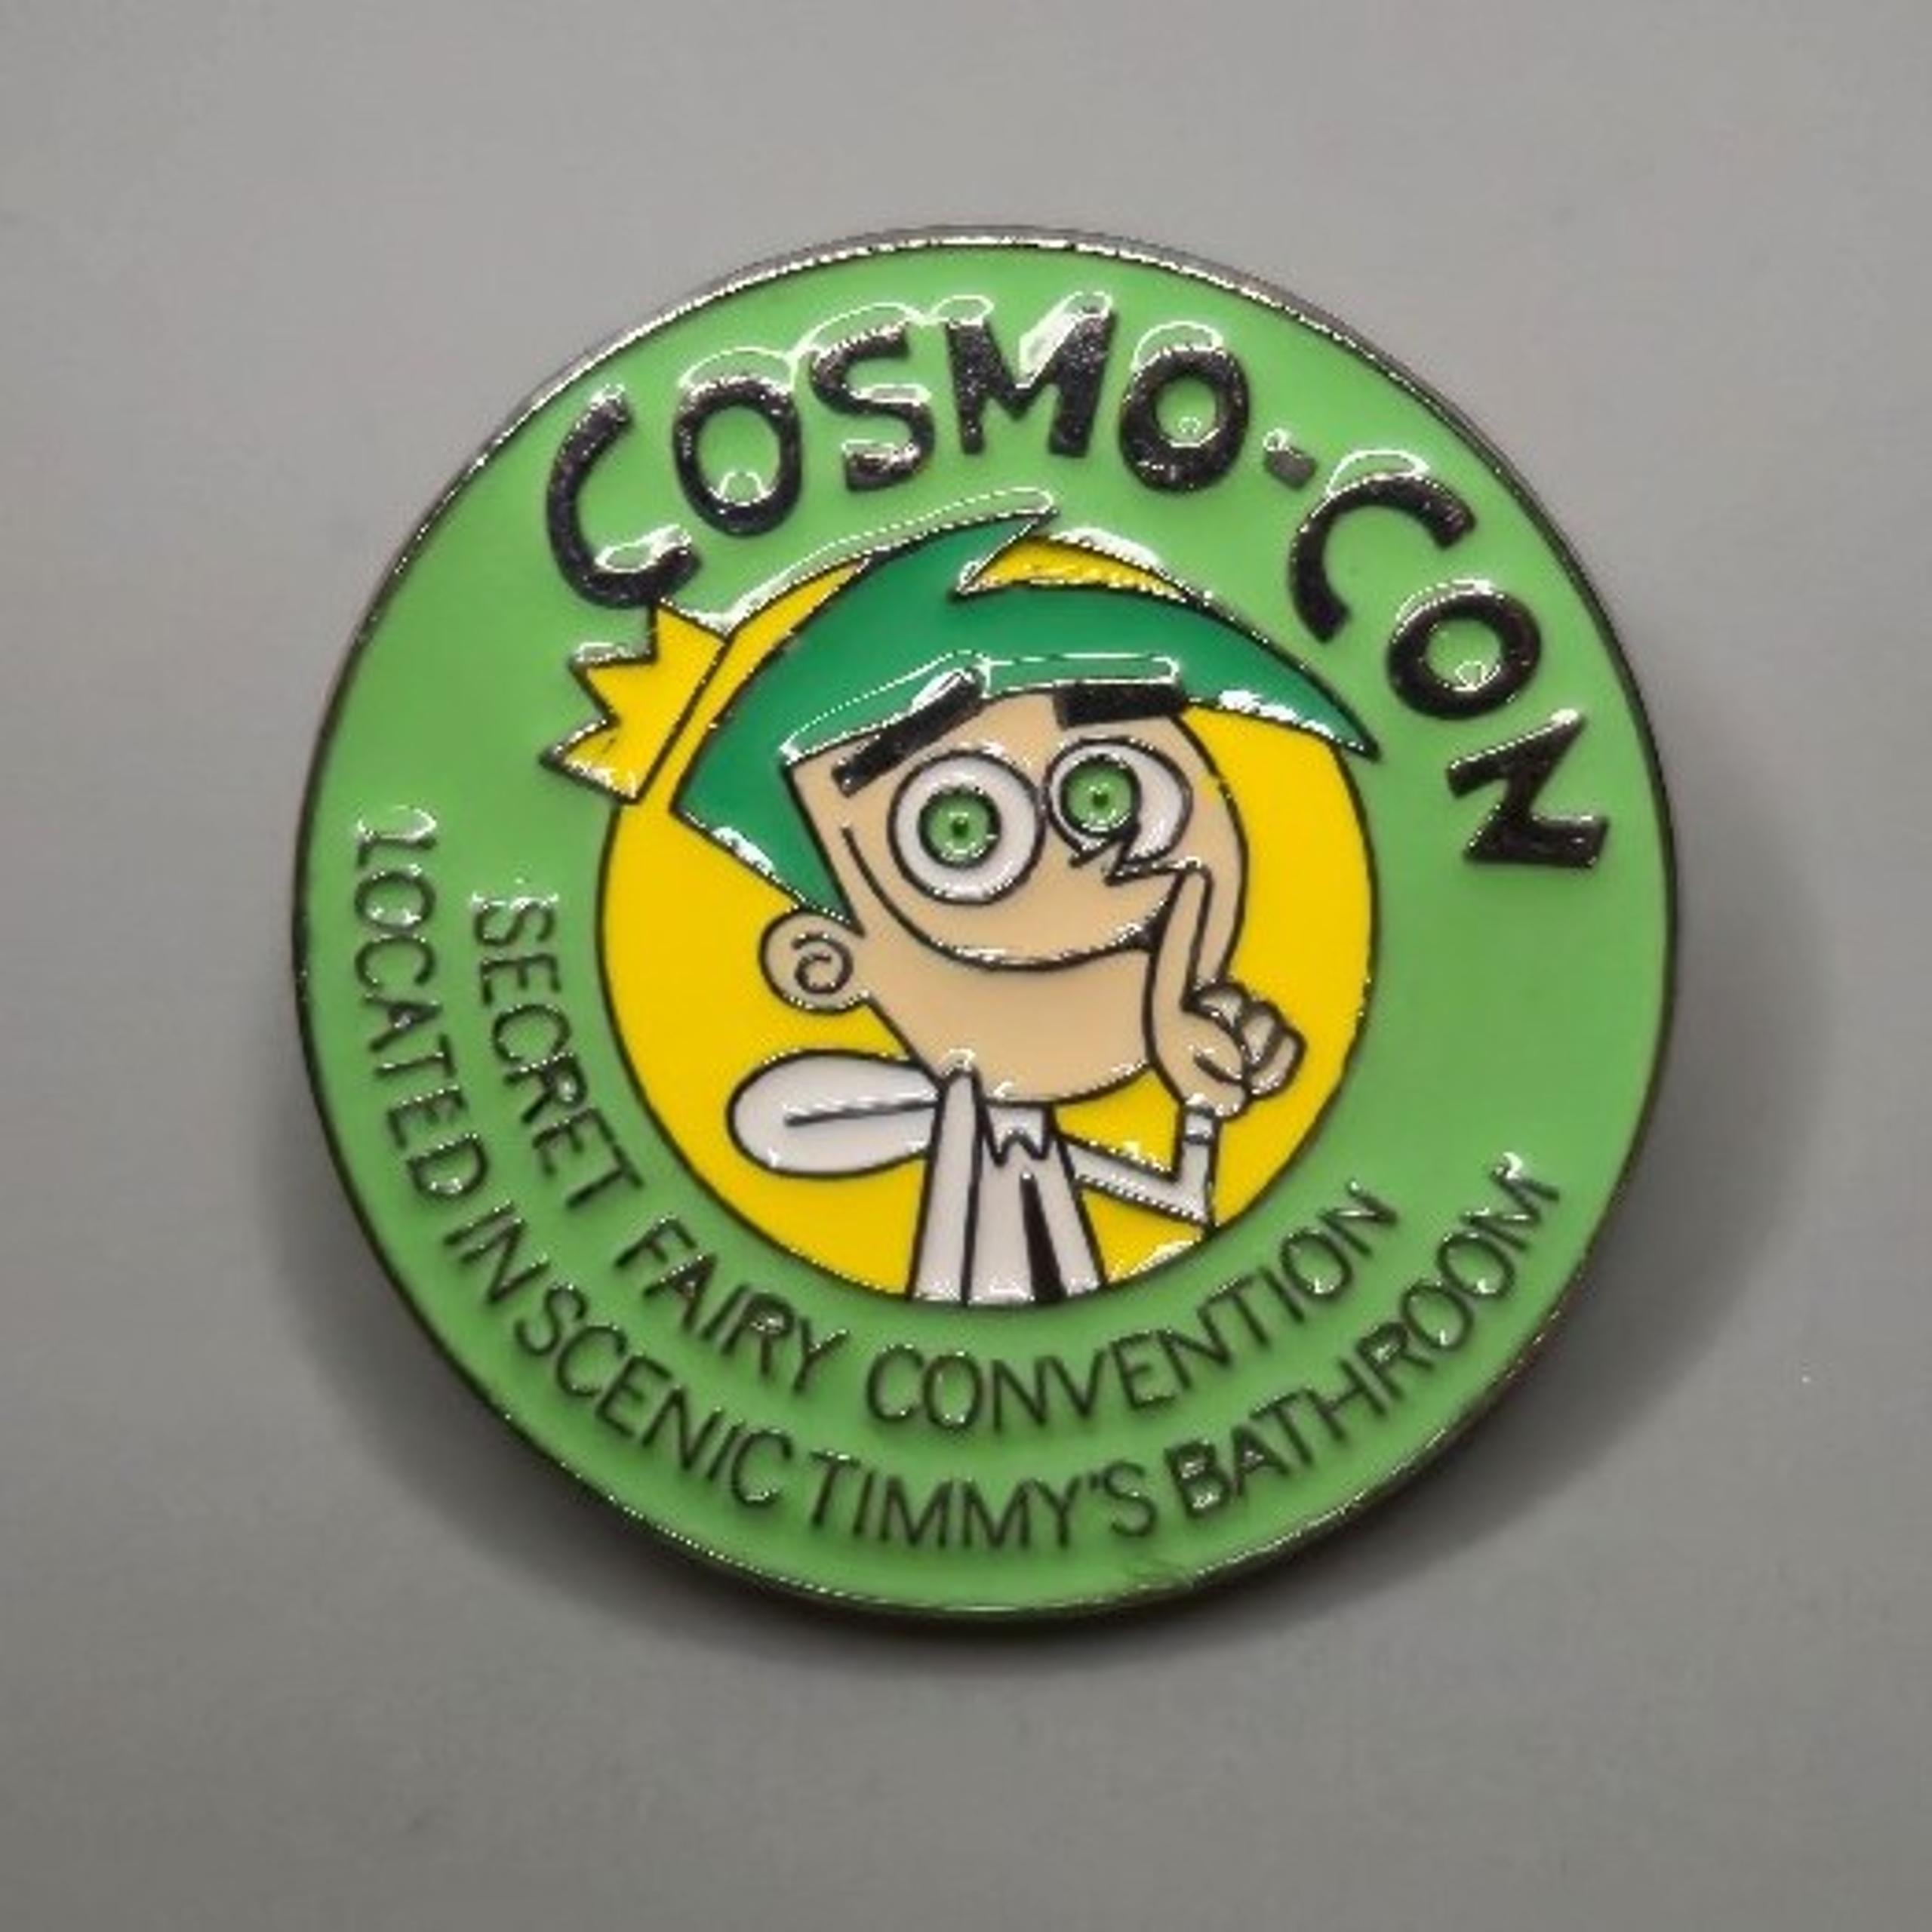 COSMO-CON
SECRET FAIRY CONVENTION
LOCATED IN SCENIC TIMMY'S BATHROOM